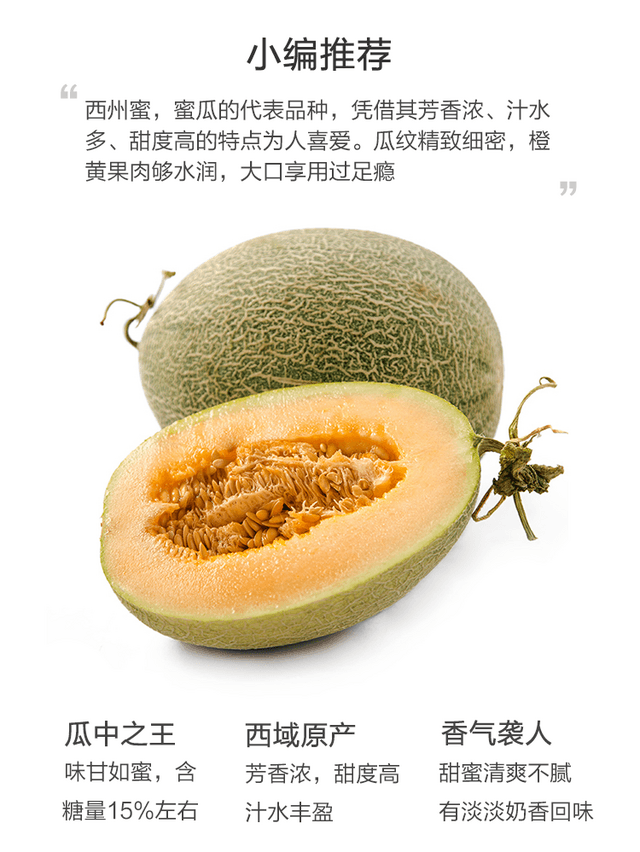 小编推荐
“
西州蜜，蜜瓜的代表品种，凭借其芳香浓、汁水
多、甜度高的特点为人喜爱。瓜纹精致细密，橙
黄果肉够水润，大口享用过足瘾
”
瓜中之王
味甘如蜜，含
糖量15%左右
西域原产
芳香浓，甜度高
汁水丰盈
香气袭人
甜蜜清爽不腻
有淡淡奶香回味